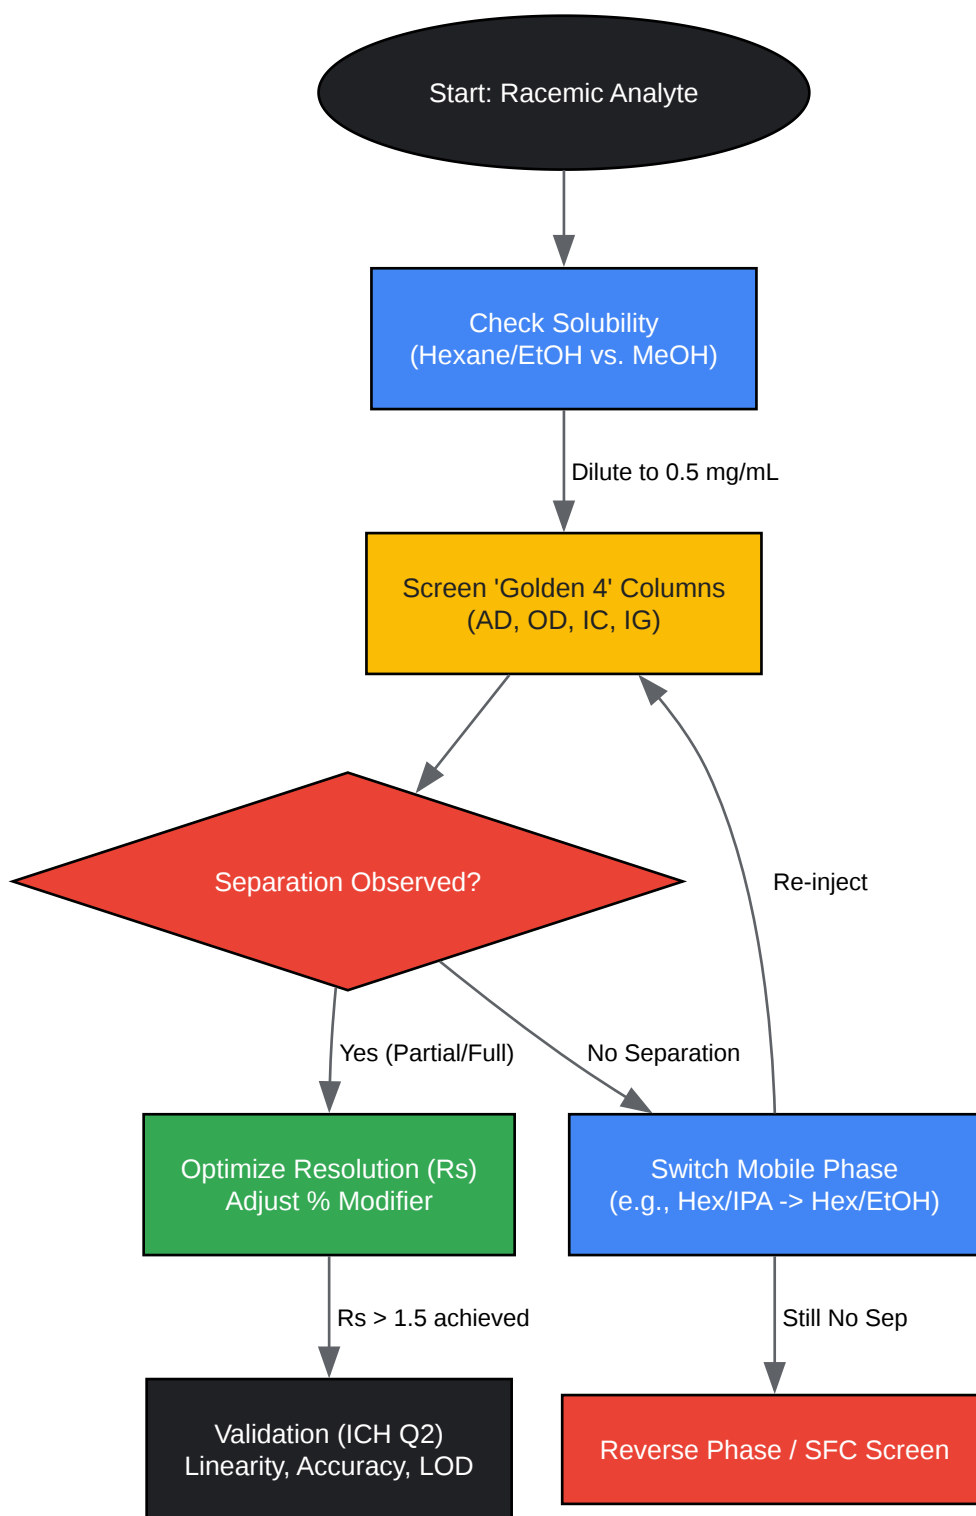 Start: Racemic Analyte
Check Solubility
(Hexane/EtOH vs. MeOH)
Dilute to 0.5 mg/mL
Screen 'Golden 4' Columns
(AD, OD, IC, IG)
Separation Observed?
Re-inject
Yes (Partial/Full)
No Separation
Optimize Resolution (Rs)
Adjust % Modifier
Switch Mobile Phase
(e.g., Hex/IPA -> Hex/EtOH)
Rs > 1.5 achieved
Still No Sep
Validation (ICH Q2)
Linearity, Accuracy, LOD
Reverse Phase / SFC Screen